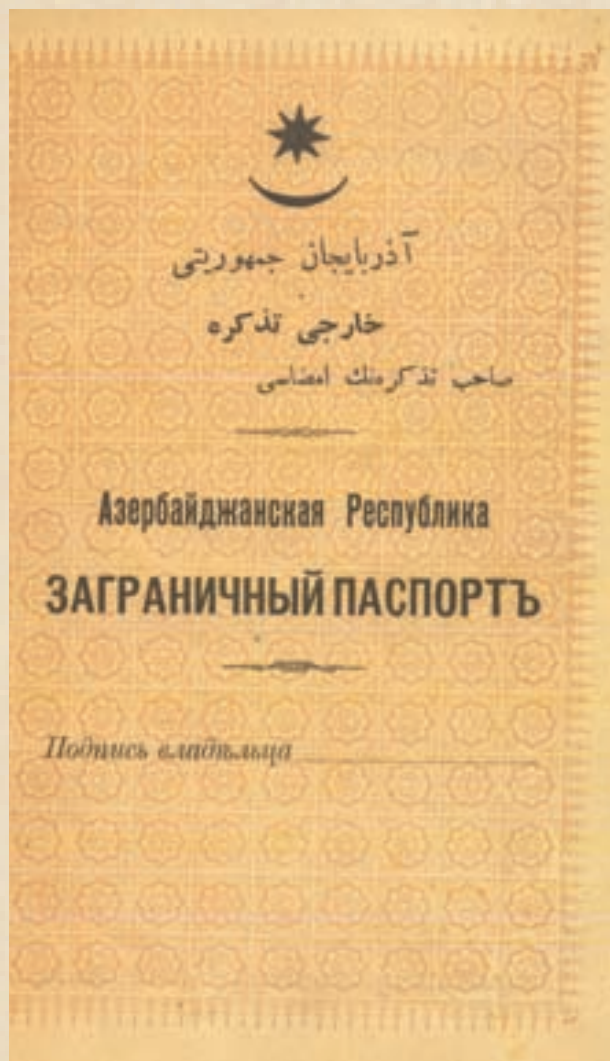 آذربایجان جمهوریتی
خارجی تذکره
صاحب تذکره‌نك امضاسی
Азербайджанская Республика
ЗАГРАНИЧНЫЙ ПАСПОРТЪ
Подпись владѣльца